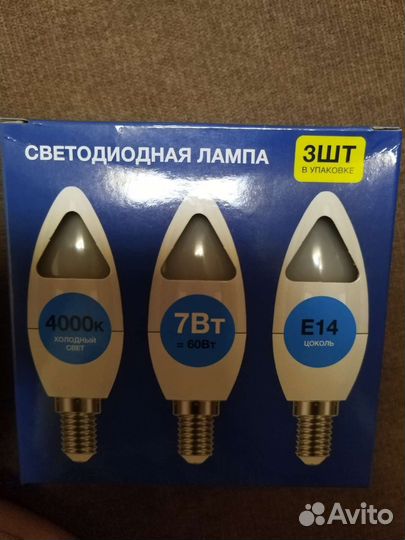 СВЕТОДИОДНАЯ ЛАМПА
3ШТ
В УПАКОВКЕ
4000к
ХОЛОДНЫЙ
СВЕТ
7Вт
= 60Вт
E14
ЦОКОЛЬ
Avito